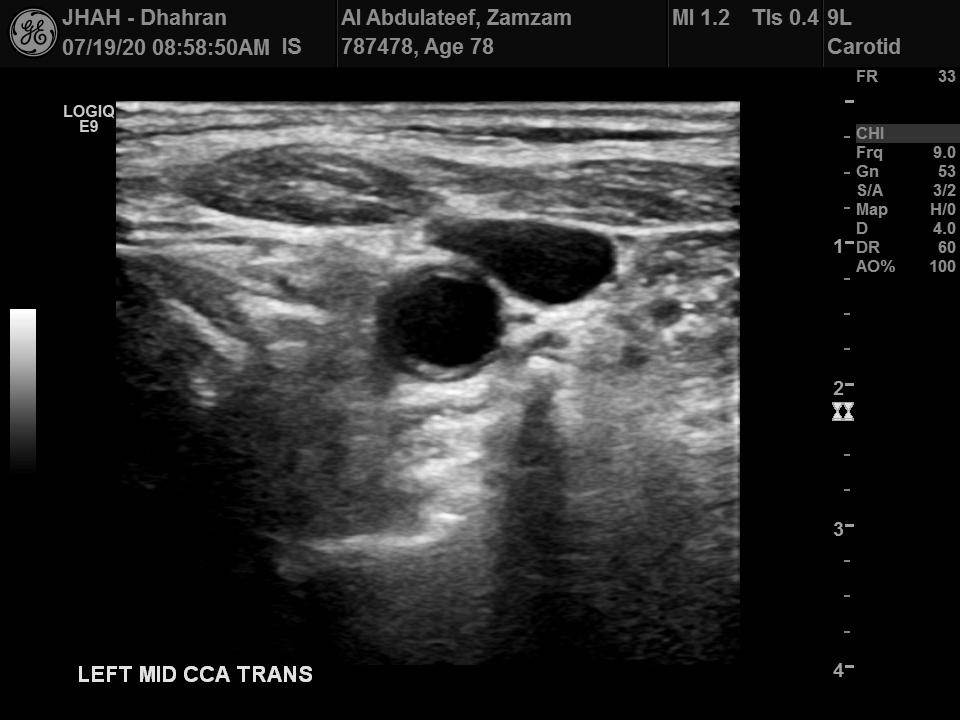 JHAH - Dhahran
07/19/20 08:58:50AM IS
Al Abdulateef, Zamzam
787478, Age 78
MI 1.2 TIs 0.4
9L
Carotid
LOGIQ
E9
FR 33
CHI
Frq 9.0
Gn 53
S/A 3/2
Map H/0
D 4.0
DR 60
AO% 100
1
2
3
4
LEFT MID CCA TRANS